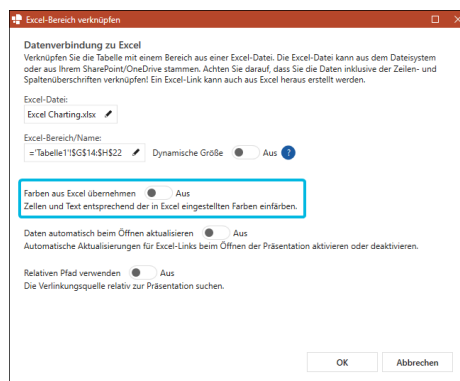 Excel-Bereich verknüpfen
Datenverbindung zu Excel
Verknüpfen Sie die Tabelle mit einem Bereich aus einer Excel-Datei. Die Excel-Datei kann aus dem Dateisystem
oder aus Ihrem SharePoint/OneDrive stammen. Achten Sie darauf, dass Sie die Daten inklusive der Zeilen- und
Spaltenüberschriften verknüpfen! Ein Excel-Link kann auch aus Excel heraus erstellt werden.
Excel-Datei:
Excel Charting.xlsx
Excel-Bereich/Name:
='Tabelle1'!$G$14:$H$22 Dynamische Größe Aus ?
Farben aus Excel übernehmen Aus
Zellen und Text entsprechend der in Excel eingestellten Farben einfärben.
Daten automatisch beim Öffnen aktualisieren Aus
Automatische Aktualisierungen für Excel-Links beim Öffnen der Präsentation aktivieren oder deaktivieren.
Relativen Pfad verwenden Aus
Die Verlinkungsquelle relativ zur Präsentation suchen.
OK Abbrechen